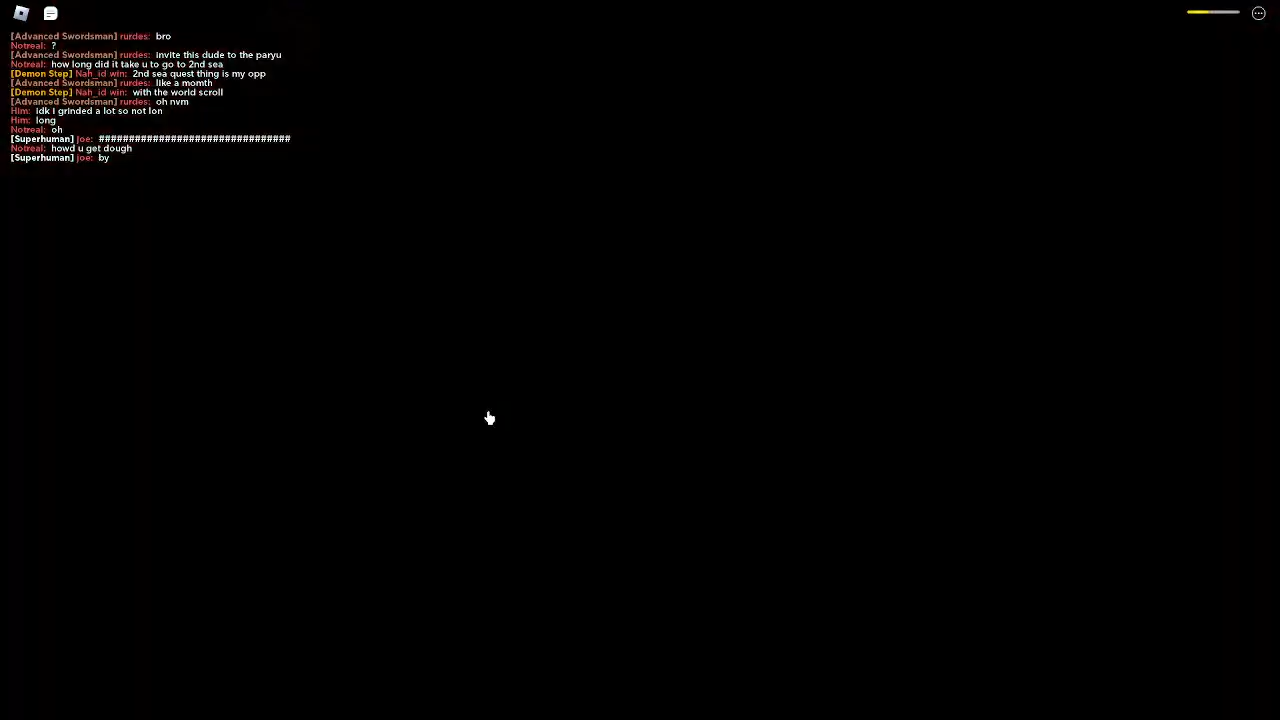 [Advanced Swordsman] rurdes: bro
Notreal: ?
[Advanced Swordsman] rurdes: invite this dude to the paryu
Notreal: how long did it take u to go to 2nd sea
[Demon Step] Nah_id win: 2nd sea quest thing is my opp
[Advanced Swordsman] rurdes: like a momth
[Demon Step] Nah_id win: with the world scroll
[Advanced Swordsman] rurdes: oh nvm
Him: idk i grinded a lot so not lon
Him: long
Notreal: oh
[Superhuman] joe: ################################
Notreal: howd u get dough
[Superhuman] joe: by